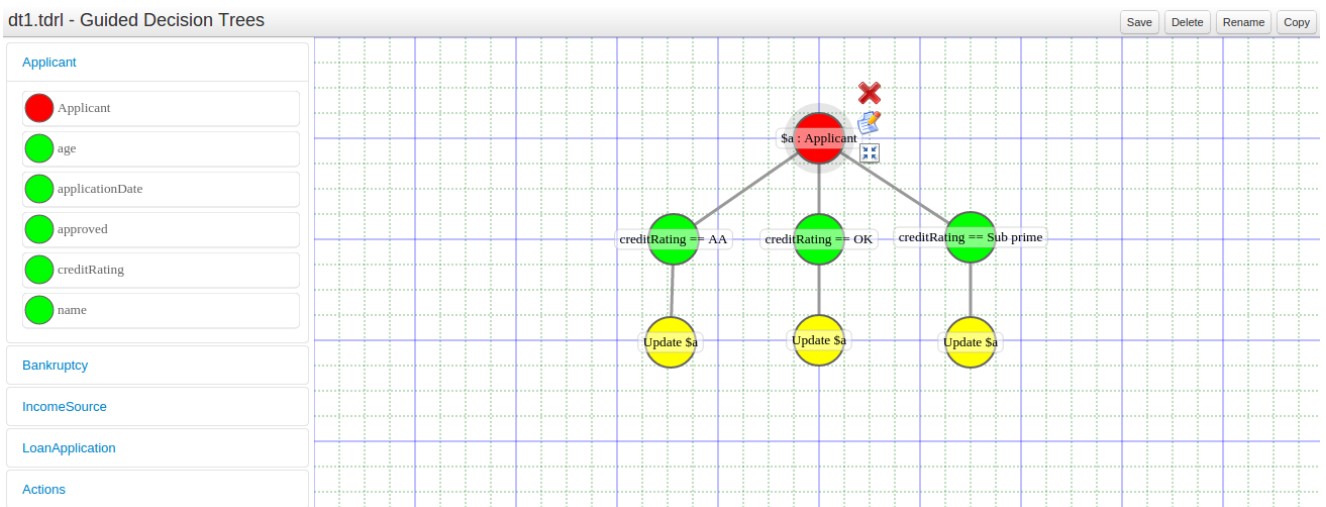 dt1.tdrl - Guided Decision Trees
Save Delete Rename Copy
Applicant
Applicant
age
applicationDate
approved
creditRating
name
Bankruptcy
IncomeSource
LoanApplication
Actions
$a : Applicant
creditRating == AA
creditRating == OK
creditRating == Sub prime
Update $a
Update $a
Update $a